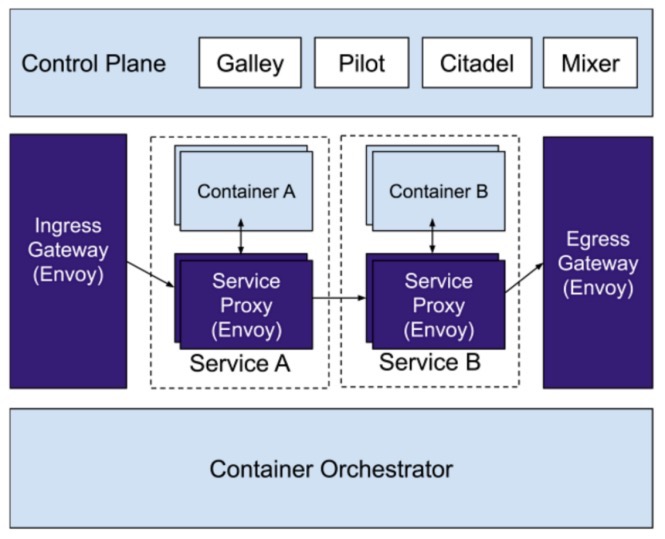 Control Plane
Galley
Pilot
Citadel
Mixer
Ingress
Gateway
(Envoy)
Container A
Service
Proxy
(Envoy)
Service A
Container B
Service
Proxy
(Envoy)
Service B
Egress
Gateway
(Envoy)
Container Orchestrator